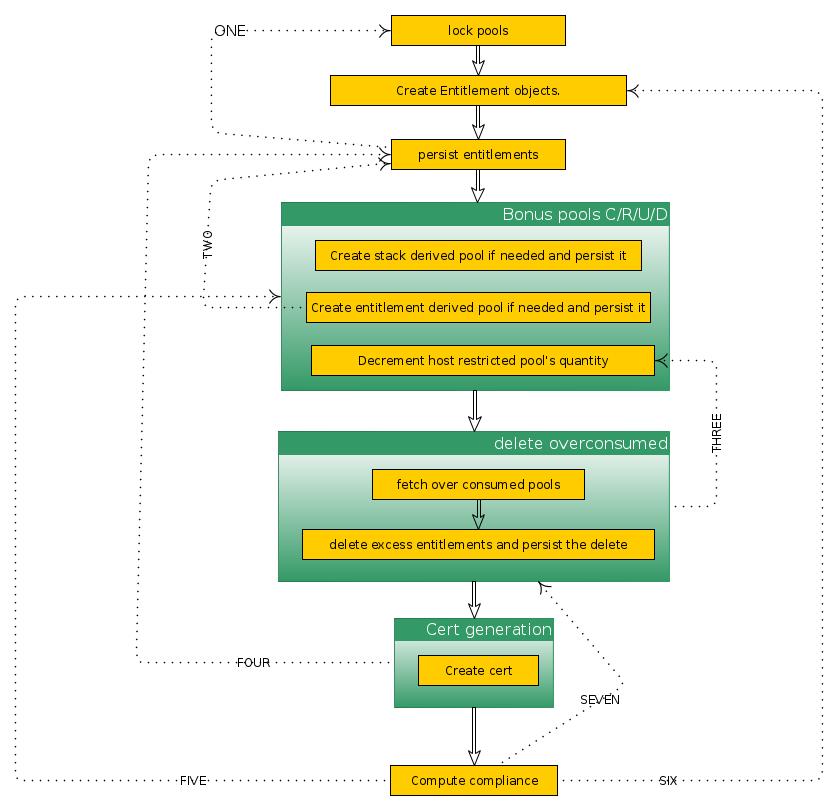 ONE
lock pools
Create Entitlement objects.
persist entitlements
Bonus pools C/R/U/D
TWO
Create stack derived pool if needed and persist it
Create entitlement derived pool if needed and persist it
Decrement host restricted pool's quantity
THREE
delete overconsumed
fetch over consumed pools
delete excess entitlements and persist the delete
Cert generation
FOUR
Create cert
SEVEN
FIVE
Compute compliance
SIX